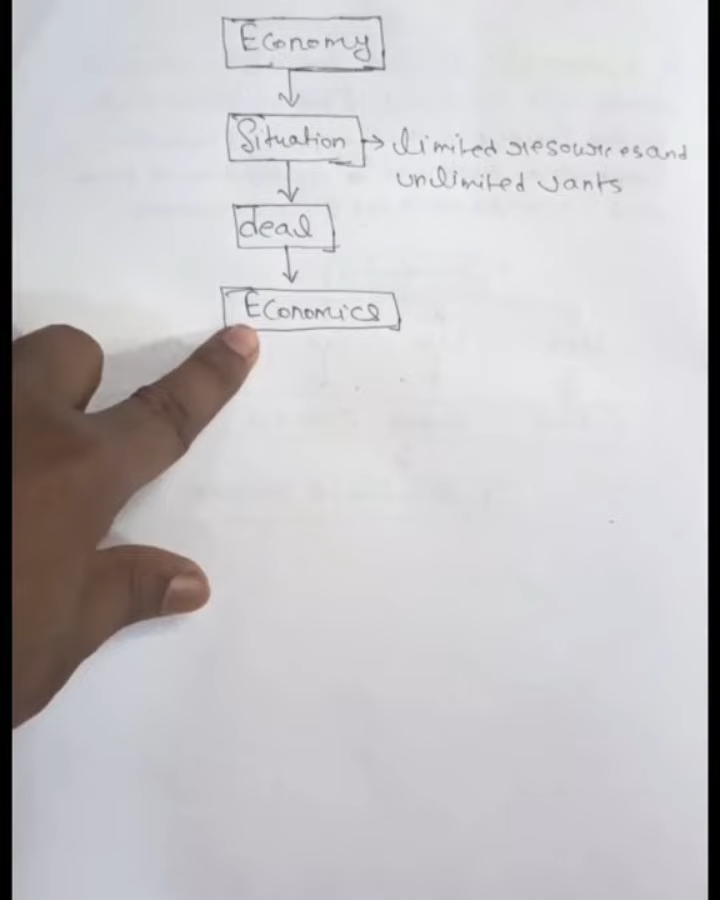 Economy
Situation → limited resources and
unlimited wants
deal
Economics